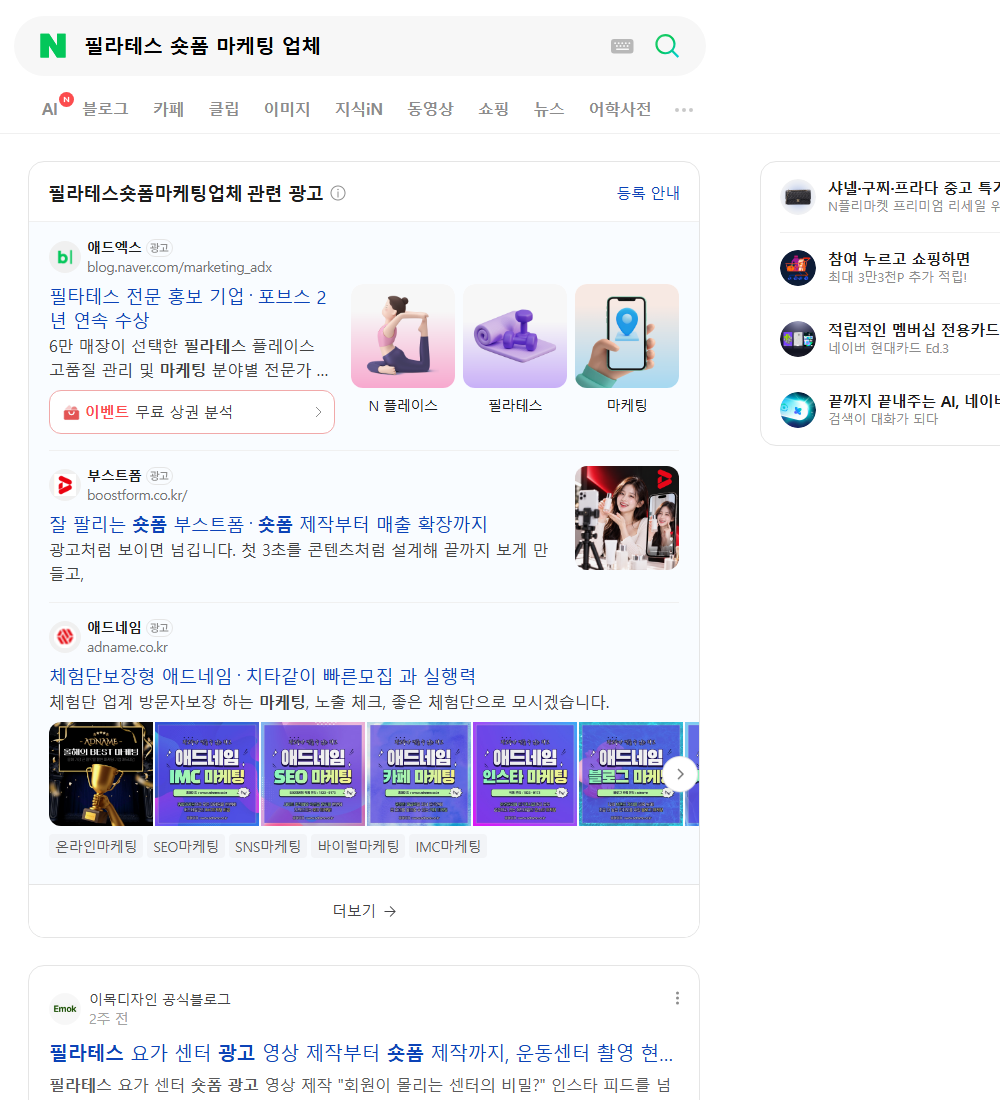 N 필라테스 숏폼 마케팅 업체
AI N 블로그 카페 클립 이미지 지식iN 동영상 쇼핑 뉴스 어학사전
필라테스숏폼마케팅업체 관련 광고
등록 안내
애드엑스 광고
blog.naver.com/marketing_adx
필타테스 전문 홍보 기업 · 포브스 2
년 연속 수상
6만 매장이 선택한 필라테스 플레이스
고품질 관리 및 마케팅 분야별 전문가 ...
이벤트 무료 상권 분석
N 플레이스
필라테스
마케팅
부스트폼 광고
boostform.co.kr/
잘 팔리는 숏폼 부스트폼 · 숏폼 제작부터 매출 확장까지
광고처럼 보이면 넘깁니다. 첫 3초를 콘텐츠처럼 설계해 끝까지 보게 만
들고,
애드네임 광고
adname.co.kr
체험단보장형 애드네임 · 치타같이 빠른모집 과 실행력
체험단 업계 방문자보장 하는 마케팅, 노출 체크, 좋은 체험단으로 모시겠습니다.
ADNAME
올해의 BEST 마케팅
애드네임
IMC 마케팅
애드네임
SEO 마케팅
애드네임
카페 마케팅
애드네임
인스타 마케팅
애드네임
블로그 마케팅
온라인마케팅 SEO마케팅 SNS마케팅 바이럴마케팅 IMC마케팅
더보기
Emok
이목디자인 공식블로그
2주 전
필라테스 요가 센터 광고 영상 제작부터 숏폼 제작까지, 운동센터 촬영 현...
필라테스 요가 센터 숏폼 광고 영상 제작 "회원이 몰리는 센터의 비밀?" 인스타 피드를 넘
샤넬·구찌·프라다 중고 특
N플리마켓 프리미엄 리세일
참여 누르고 쇼핑하면
최대 3만3천P 추가 적립!
적립적인 멤버십 전용카드
네이버 현대카드 Ed.3
끝까지 끝내주는 AI, 네이
검색이 대화가 되다